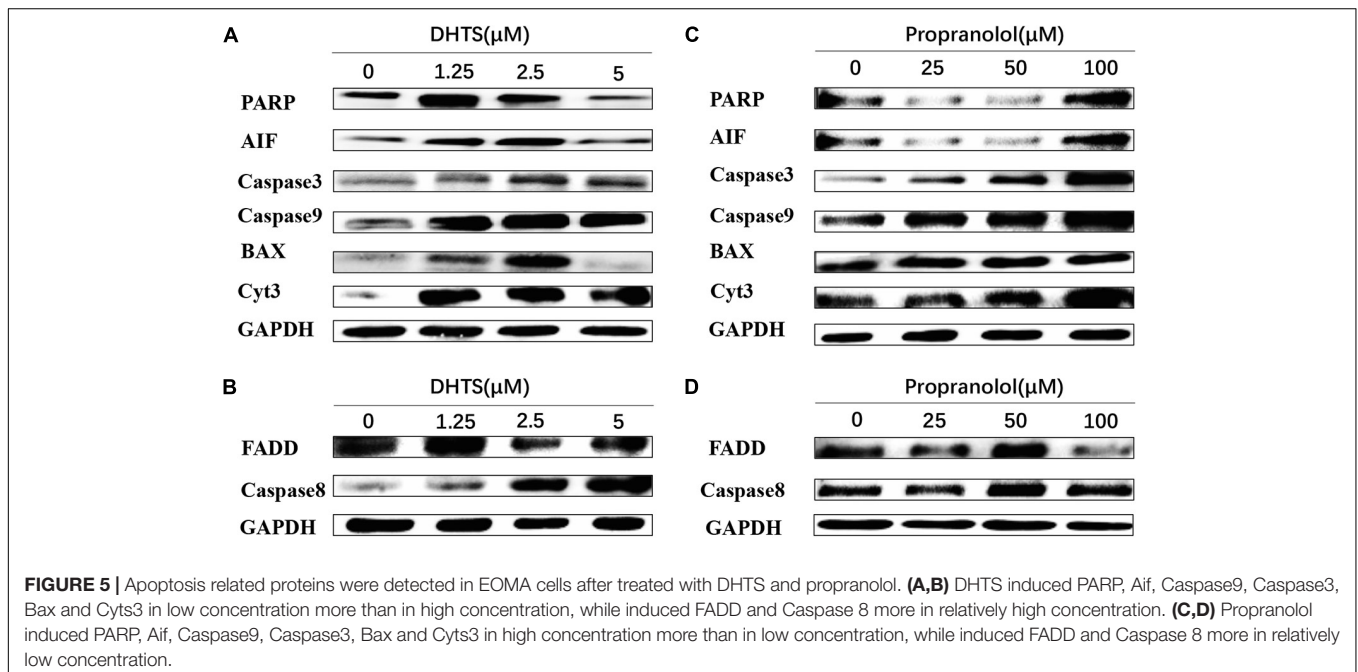 A
DHTS(μM)
0 1.25 2.5 5
PARP
AIF
Caspase3
Caspase9
BAX
Cyt3
GAPDH
C
Propranolol(μM)
0 25 50 100
PARP
AIF
Caspase3
Caspase9
BAX
Cyt3
GAPDH
B
DHTS(μM)
0 1.25 2.5 5
FADD
Caspase8
GAPDH
D
Propranolol(μM)
0 25 50 100
FADD
Caspase8
GAPDH
FIGURE 5 | Apoptosis related proteins were detected in EOMA cells after treated with DHTS and propranolol. (A,B) DHTS induced PARP, Aif, Caspase9, Caspase3,
Bax and Cyts3 in low concentration more than in high concentration, while induced FADD and Caspase 8 more in relatively high concentration. (C,D) Propranolol
induced PARP, Aif, Caspase9, Caspase3, Bax and Cyts3 in high concentration more than in low concentration, while induced FADD and Caspase 8 more in relatively
low concentration.